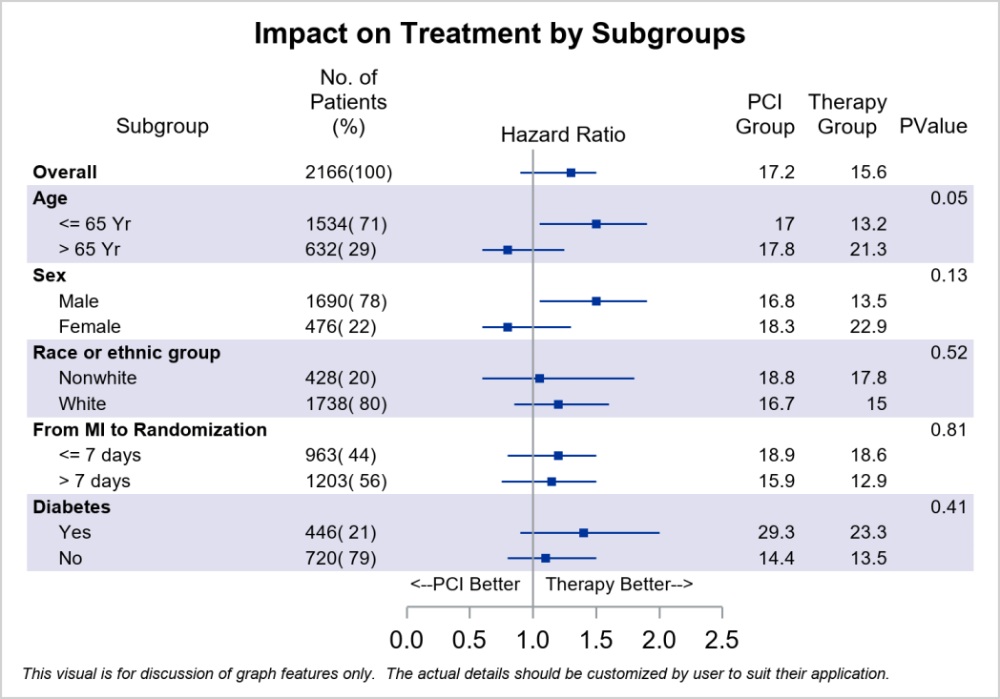 Impact on Treatment by Subgroups
Subgroup No. of Patients (%) Hazard Ratio PCI Group Therapy Group PValue
Overall 2166(100) 17.2 15.6
Age 0.05
<= 65 Yr 1534( 71) 17 13.2
> 65 Yr 632( 29) 17.8 21.3
Sex 0.13
Male 1690( 78) 16.8 13.5
Female 476( 22) 18.3 22.9
Race or ethnic group 0.52
Nonwhite 428( 20) 18.8 17.8
White 1738( 80) 16.7 15
From MI to Randomization 0.81
<= 7 days 963( 44) 18.9 18.6
> 7 days 1203( 56) 15.9 12.9
Diabetes 0.41
Yes 446( 21) 29.3 23.3
No 720( 79) 14.4 13.5
<--PCI Better Therapy Better-->
0.0 0.5 1.0 1.5 2.0 2.5
This visual is for discussion of graph features only. The actual details should be customized by user to suit their application.